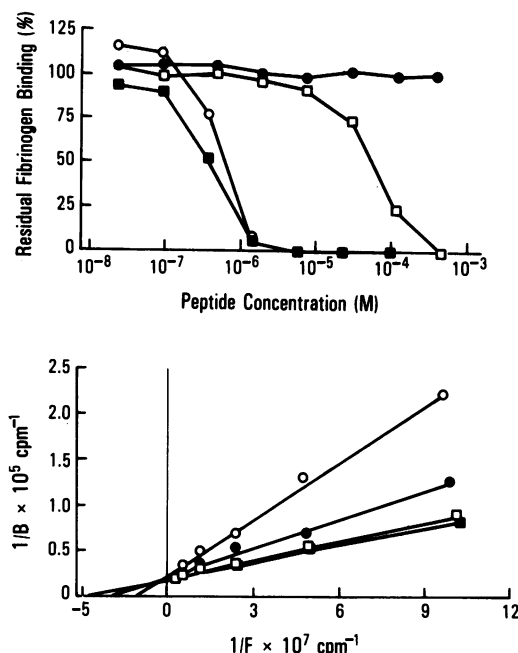 125
100
75
50
25
0
Residual Fibrinogen Binding (%)
10⁻⁸ 10⁻⁷ 10⁻⁶ 10⁻⁵ 10⁻⁴ 10⁻³
Peptide Concentration (M)
2.5
2.0
1.5
1.0
0.5
0
1/B × 10⁵ cpm⁻¹
-5 0 3 6 9 12
1/F × 10⁷ cpm⁻¹